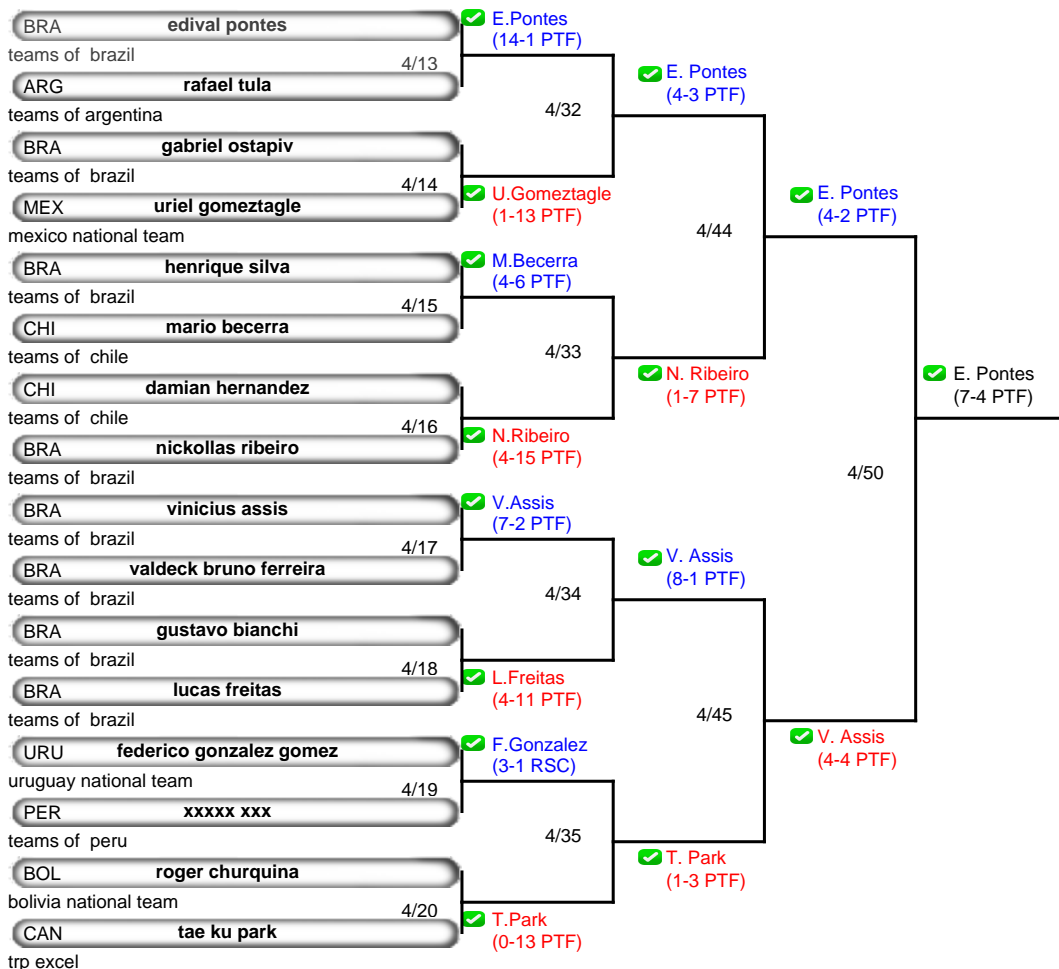 BRA edival pontes
teams of brazil
4/13
ARG rafael tula
teams of argentina
BRA gabriel ostapiv
teams of brazil
4/14
MEX uriel gomeztagle
mexico national team
BRA henrique silva
teams of brazil
4/15
CHI mario becerra
teams of chile
CHI damian hernandez
teams of chile
4/16
BRA nickollas ribeiro
teams of brazil
BRA vinicius assis
teams of brazil
4/17
BRA valdeck bruno ferreira
teams of brazil
BRA gustavo bianchi
teams of brazil
4/18
BRA lucas freitas
teams of brazil
URU federico gonzalez gomez
uruguay national team
4/19
PER xxxxx xxx
teams of peru
BOL roger churquina
bolivia national team
4/20
CAN tae ku park
trp excel
E.Pontes
(14-1 PTF)
4/32
U.Gomeztagle
(1-13 PTF)
M.Becerra
(4-6 PTF)
4/33
N.Ribeiro
(4-15 PTF)
V.Assis
(7-2 PTF)
4/34
L.Freitas
(4-11 PTF)
F.Gonzalez
(3-1 RSC)
4/35
T.Park
(0-13 PTF)
E. Pontes
(4-3 PTF)
4/44
N. Ribeiro
(1-7 PTF)
V. Assis
(8-1 PTF)
4/45
T. Park
(1-3 PTF)
E. Pontes
(4-2 PTF)
4/50
V. Assis
(4-4 PTF)
E. Pontes
(7-4 PTF)